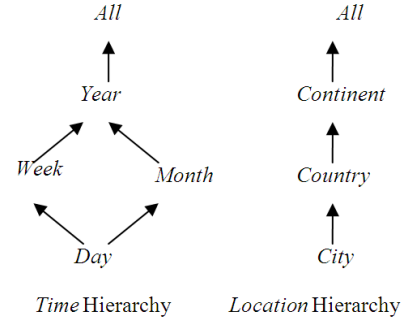 All All
Year Continent
Week Month Country
Day City
Time Hierarchy Location Hierarchy